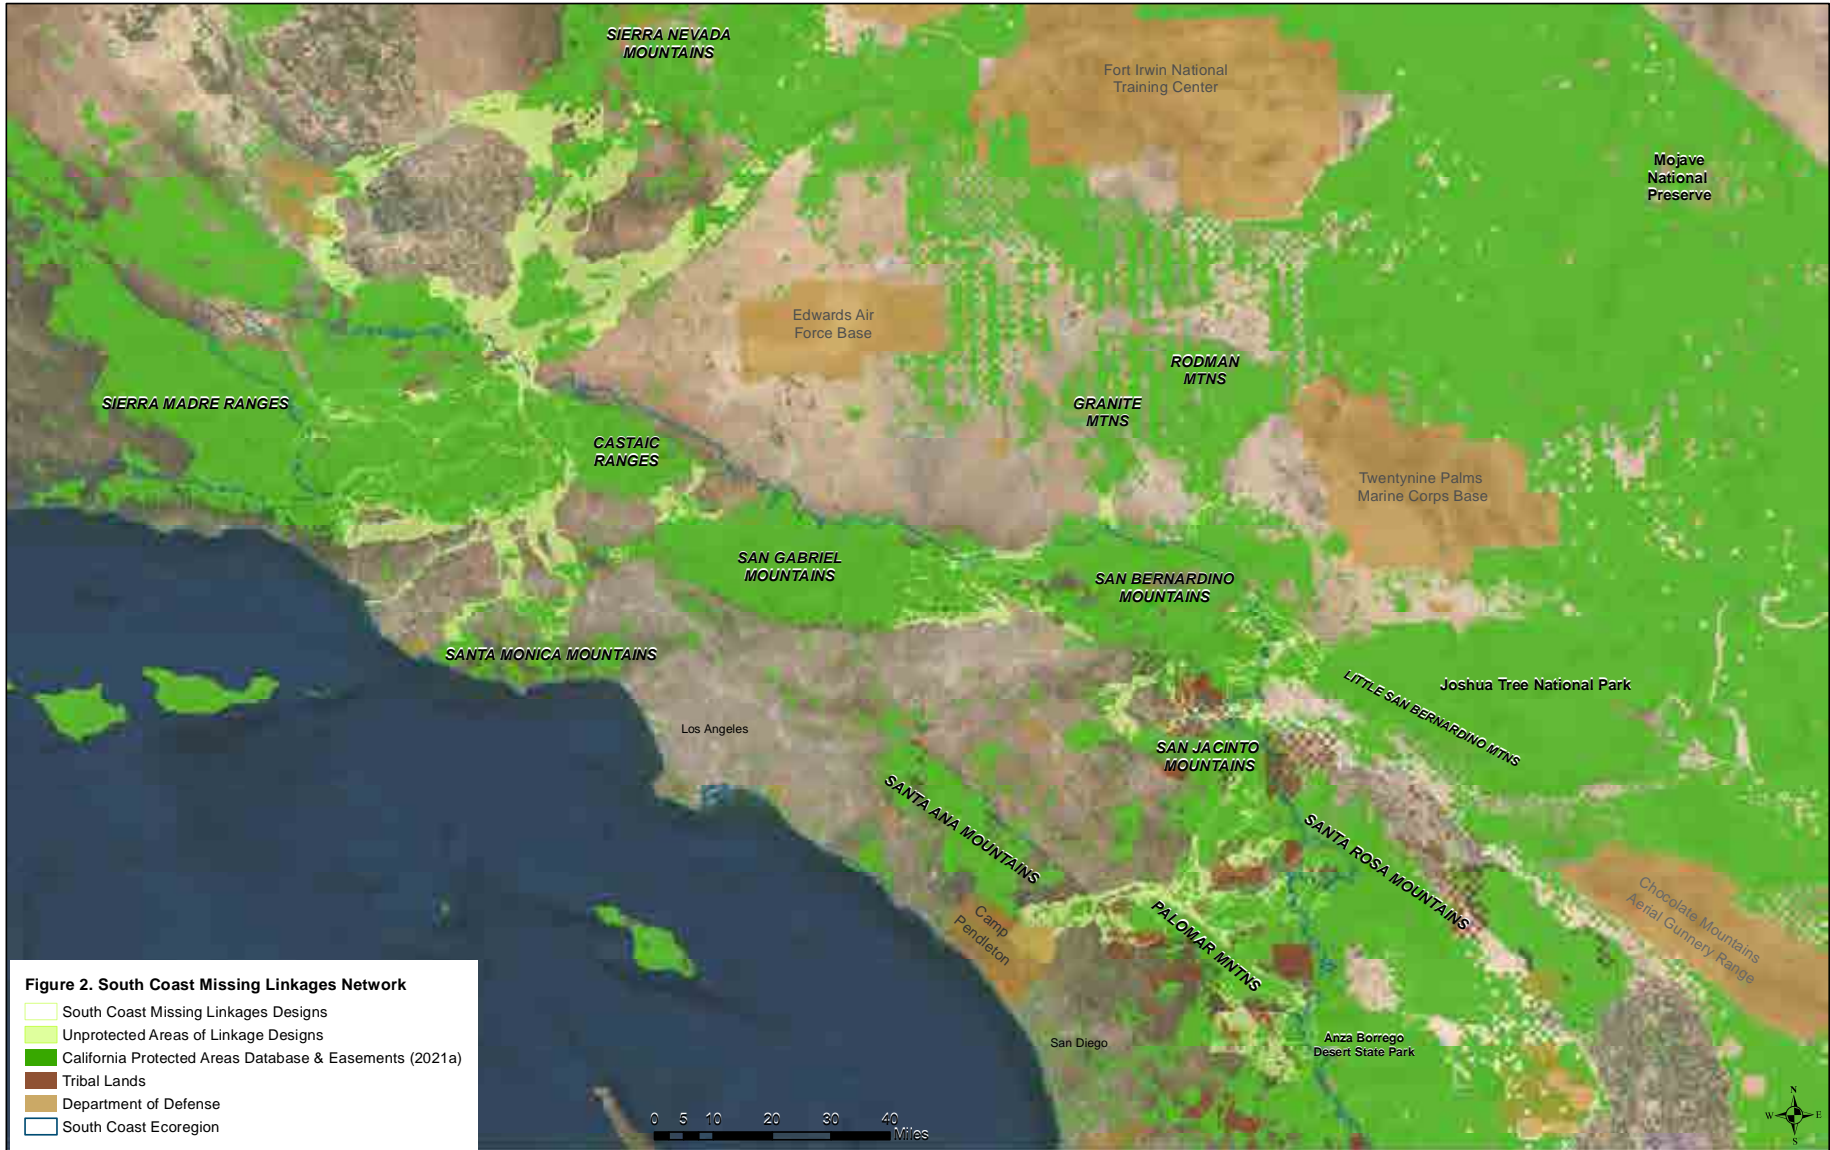 SIERRA NEVADA
MOUNTAINS
Fort Irwin National
Training Center
Mojave
National
Preserve
Edwards Air
Force Base
RODMAN
MTNS
SIERRA MADRE RANGES
GRANITE
MTNS
CASTAIC
RANGES
Twentynine Palms
Marine Corps Base
SAN GABRIEL
MOUNTAINS
SAN BERNARDINO
MOUNTAINS
SANTA MONICA MOUNTAINS
LITTLE SAN BERNARDINO MTNS
Joshua Tree National Park
Los Angeles
SAN JACINTO
MOUNTAINS
SANTA ANA MOUNTAINS
SANTA ROSA MOUNTAINS
Camp
Pendleton
PALOMAR MNTNS
Chocolate Mountains
Aerial Gunnery Range
San Diego
Anza Borrego
Desert State Park
Figure 2. South Coast Missing Linkages Network
South Coast Missing Linkages Designs
Unprotected Areas of Linkage Designs
California Protected Areas Database & Easements (2021a)
Tribal Lands
Department of Defense
South Coast Ecoregion
0 5 10 20 30 40
Miles
N
W E
S